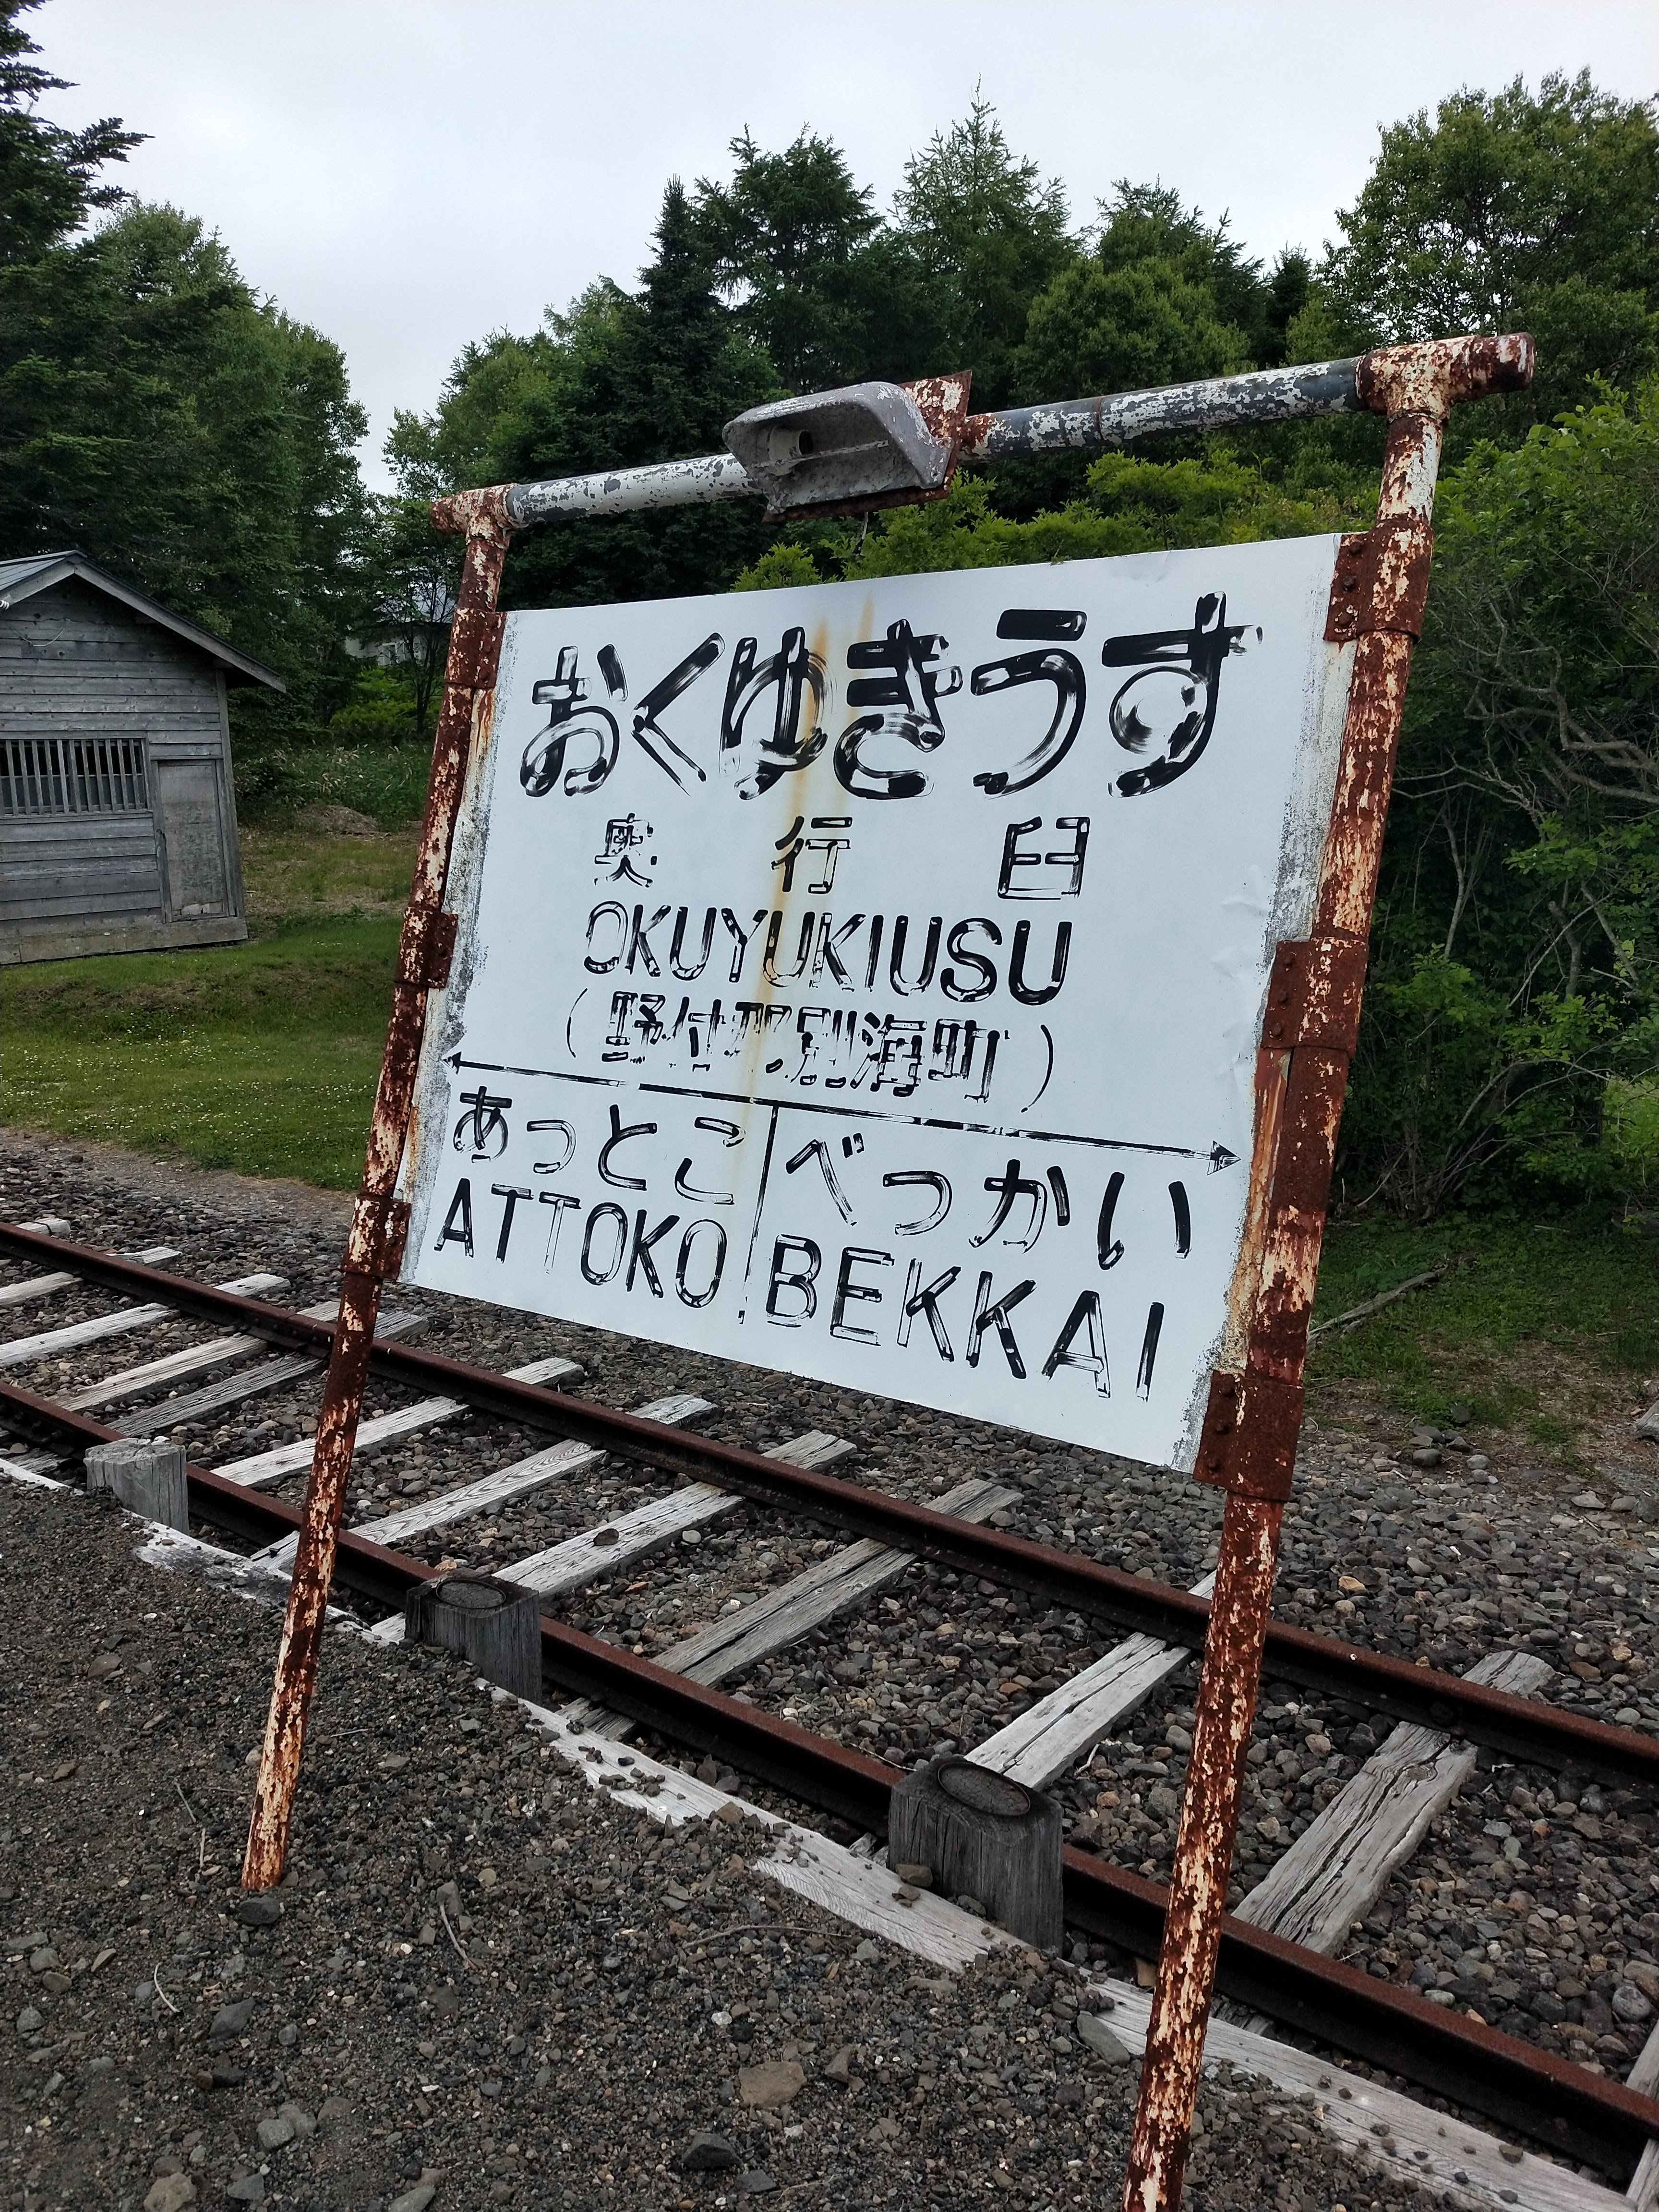 おくゆきうす
奥行臼
OKUYUKIUSU
(野付郡別海町)
あっとこ べっかい
ATTOKO BEKKAI